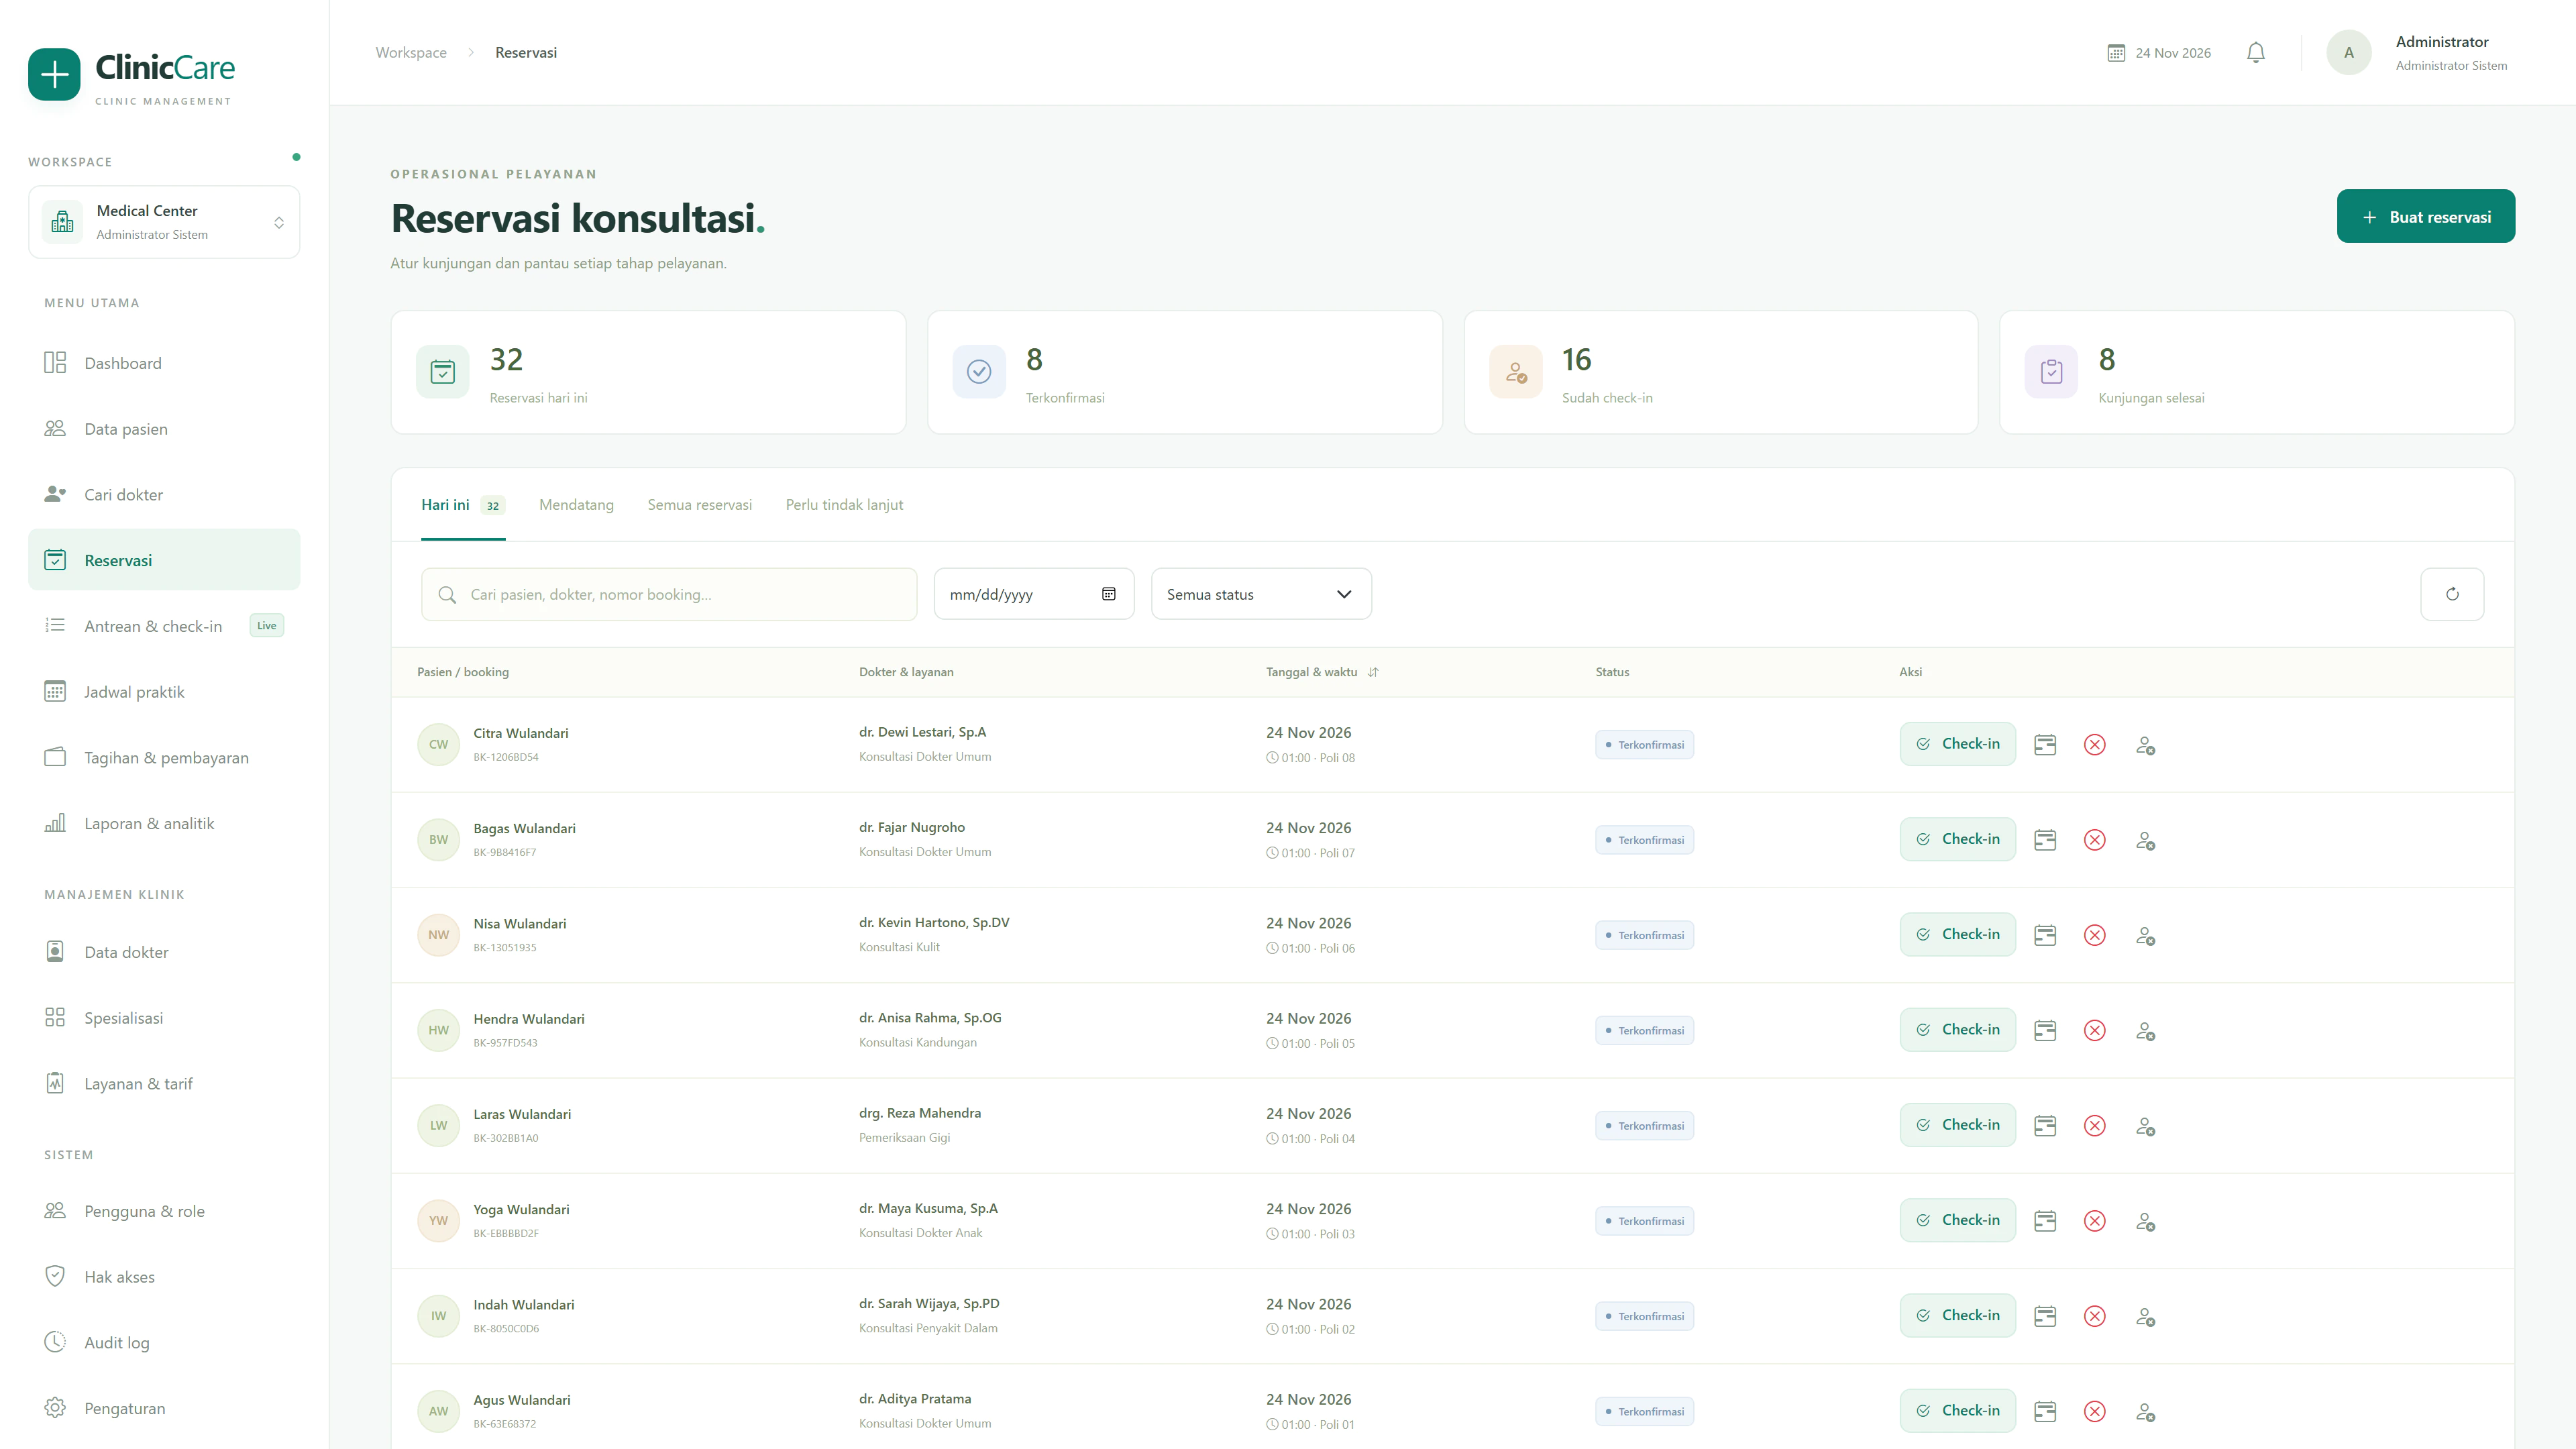 ClinicCare
CLINIC MANAGEMENT
WORKSPACE
Medical Center
Administrator Sistem
MENU UTAMA
Dashboard
Data pasien
Cari dokter
Reservasi
Antrean & check-in Live
Jadwal praktik
Tagihan & pembayaran
Laporan & analitik
MANAJEMEN KLINIK
Data dokter
Spesialisasi
Layanan & tarif
SISTEM
Pengguna & role
Hak akses
Audit log
Pengaturan
Workspace Reservasi
24 Nov 2026
A
Administrator
Administrator Sistem
OPERASIONAL PELAYANAN
Reservasi konsultasi.
Atur kunjungan dan pantau setiap tahap pelayanan.
Buat reservasi
32
Reservasi hari ini
8
Terkonfirmasi
16
Sudah check-in
8
Kunjungan selesai
Hari ini 32 Mendatang Semua reservasi Perlu tindak lanjut
Cari pasien, dokter, nomor booking... mm/dd/yyyy Semua status
Pasien / booking Dokter & layanan Tanggal & waktu Status Aksi
CW Citra Wulandari dr. Dewi Lestari, Sp.A 24 Nov 2026 Terkonfirmasi Check-in
BK-1206BD54 Konsultasi Dokter Umum 01:00 · Poli 08
BW Bagas Wulandari dr. Fajar Nugroho 24 Nov 2026 Terkonfirmasi Check-in
BK-9B8416F7 Konsultasi Dokter Umum 01:00 · Poli 07
NW Nisa Wulandari dr. Kevin Hartono, Sp.DV 24 Nov 2026 Terkonfirmasi Check-in
BK-13051935 Konsultasi Kulit 01:00 · Poli 06
HW Hendra Wulandari dr. Anisa Rahma, Sp.OG 24 Nov 2026 Terkonfirmasi Check-in
BK-957FD543 Konsultasi Kandungan 01:00 · Poli 05
LW Laras Wulandari drg. Reza Mahendra 24 Nov 2026 Terkonfirmasi Check-in
BK-302BB1A0 Pemeriksaan Gigi 01:00 · Poli 04
YW Yoga Wulandari dr. Maya Kusuma, Sp.A 24 Nov 2026 Terkonfirmasi Check-in
BK-EBBBBD2F Konsultasi Dokter Anak 01:00 · Poli 03
IW Indah Wulandari dr. Sarah Wijaya, Sp.PD 24 Nov 2026 Terkonfirmasi Check-in
BK-8050C0D6 Konsultasi Penyakit Dalam 01:00 · Poli 02
AW Agus Wulandari dr. Aditya Pratama 24 Nov 2026 Terkonfirmasi Check-in
BK-63E68372 Konsultasi Dokter Umum 01:00 · Poli 01